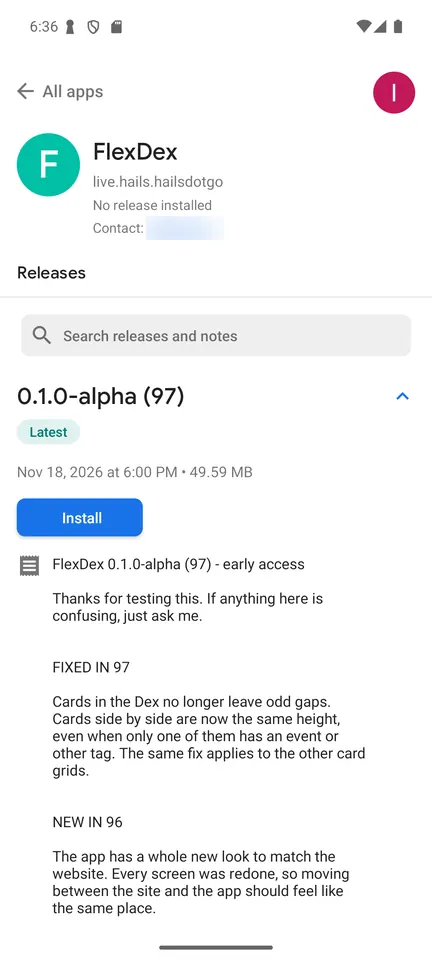 6:36
All apps
I
F
FlexDex
live.hails.hailsdotgo
No release installed
Contact:
Releases
Search releases and notes
0.1.0-alpha (97)
Latest
Nov 18, 2026 at 6:00 PM • 49.59 MB
Install
FlexDex 0.1.0-alpha (97) - early access
Thanks for testing this. If anything here is
confusing, just ask me.
FIXED IN 97
Cards in the Dex no longer leave odd gaps.
Cards side by side are now the same height,
even when only one of them has an event or
other tag. The same fix applies to the other card
grids.
NEW IN 96
The app has a whole new look to match the
website. Every screen was redone, so moving
between the site and the app should feel like
the same place.